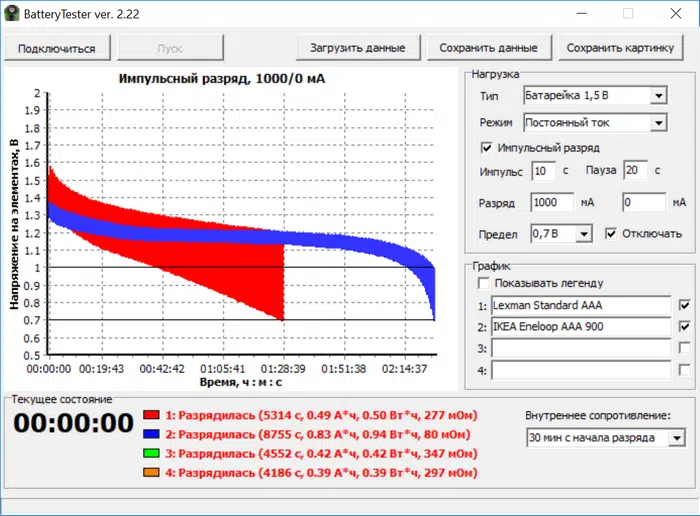 BatteryTester ver. 2.22
Подключиться
Пуск
Загрузить данные
Сохранить данные
Сохранить картинку
Импульсный разряд, 1000/0 мА
Напряжение на элементах, В
2
1.9
1.8
1.7
1.6
1.5
1.4
1.3
1.2
1.1
1
0.9
0.8
0.7
0.6
0.5
00:00:00 00:19:43 00:42:42 01:05:41 01:28:39 01:51:38 02:14:37
Время, ч : м : с
Нагрузка
Тип Батарейка 1,5 В
Режим Постоянный ток
Импульсный разряд
Импульс 10 с Пауза 20 с
Разряд 1000 мА 0 мА
Предел 0,7 В Отключать
График
Показывать легенду
1: Lexman Standard AAA
2: IKEA Eneloop AAA 900
3:
4:
Текущее состояние
00:00:00
1: Разрядилась (5314 с, 0.49 А*ч, 0.50 Вт*ч, 277 мОм)
2: Разрядилась (8755 с, 0.83 А*ч, 0.94 Вт*ч, 80 мОм)
3: Разрядилась (4552 с, 0.42 А*ч, 0.42 Вт*ч, 347 мОм)
4: Разрядилась (4186 с, 0.39 А*ч, 0.39 Вт*ч, 297 мОм)
Внутреннее сопротивление:
30 мин с начала разряда